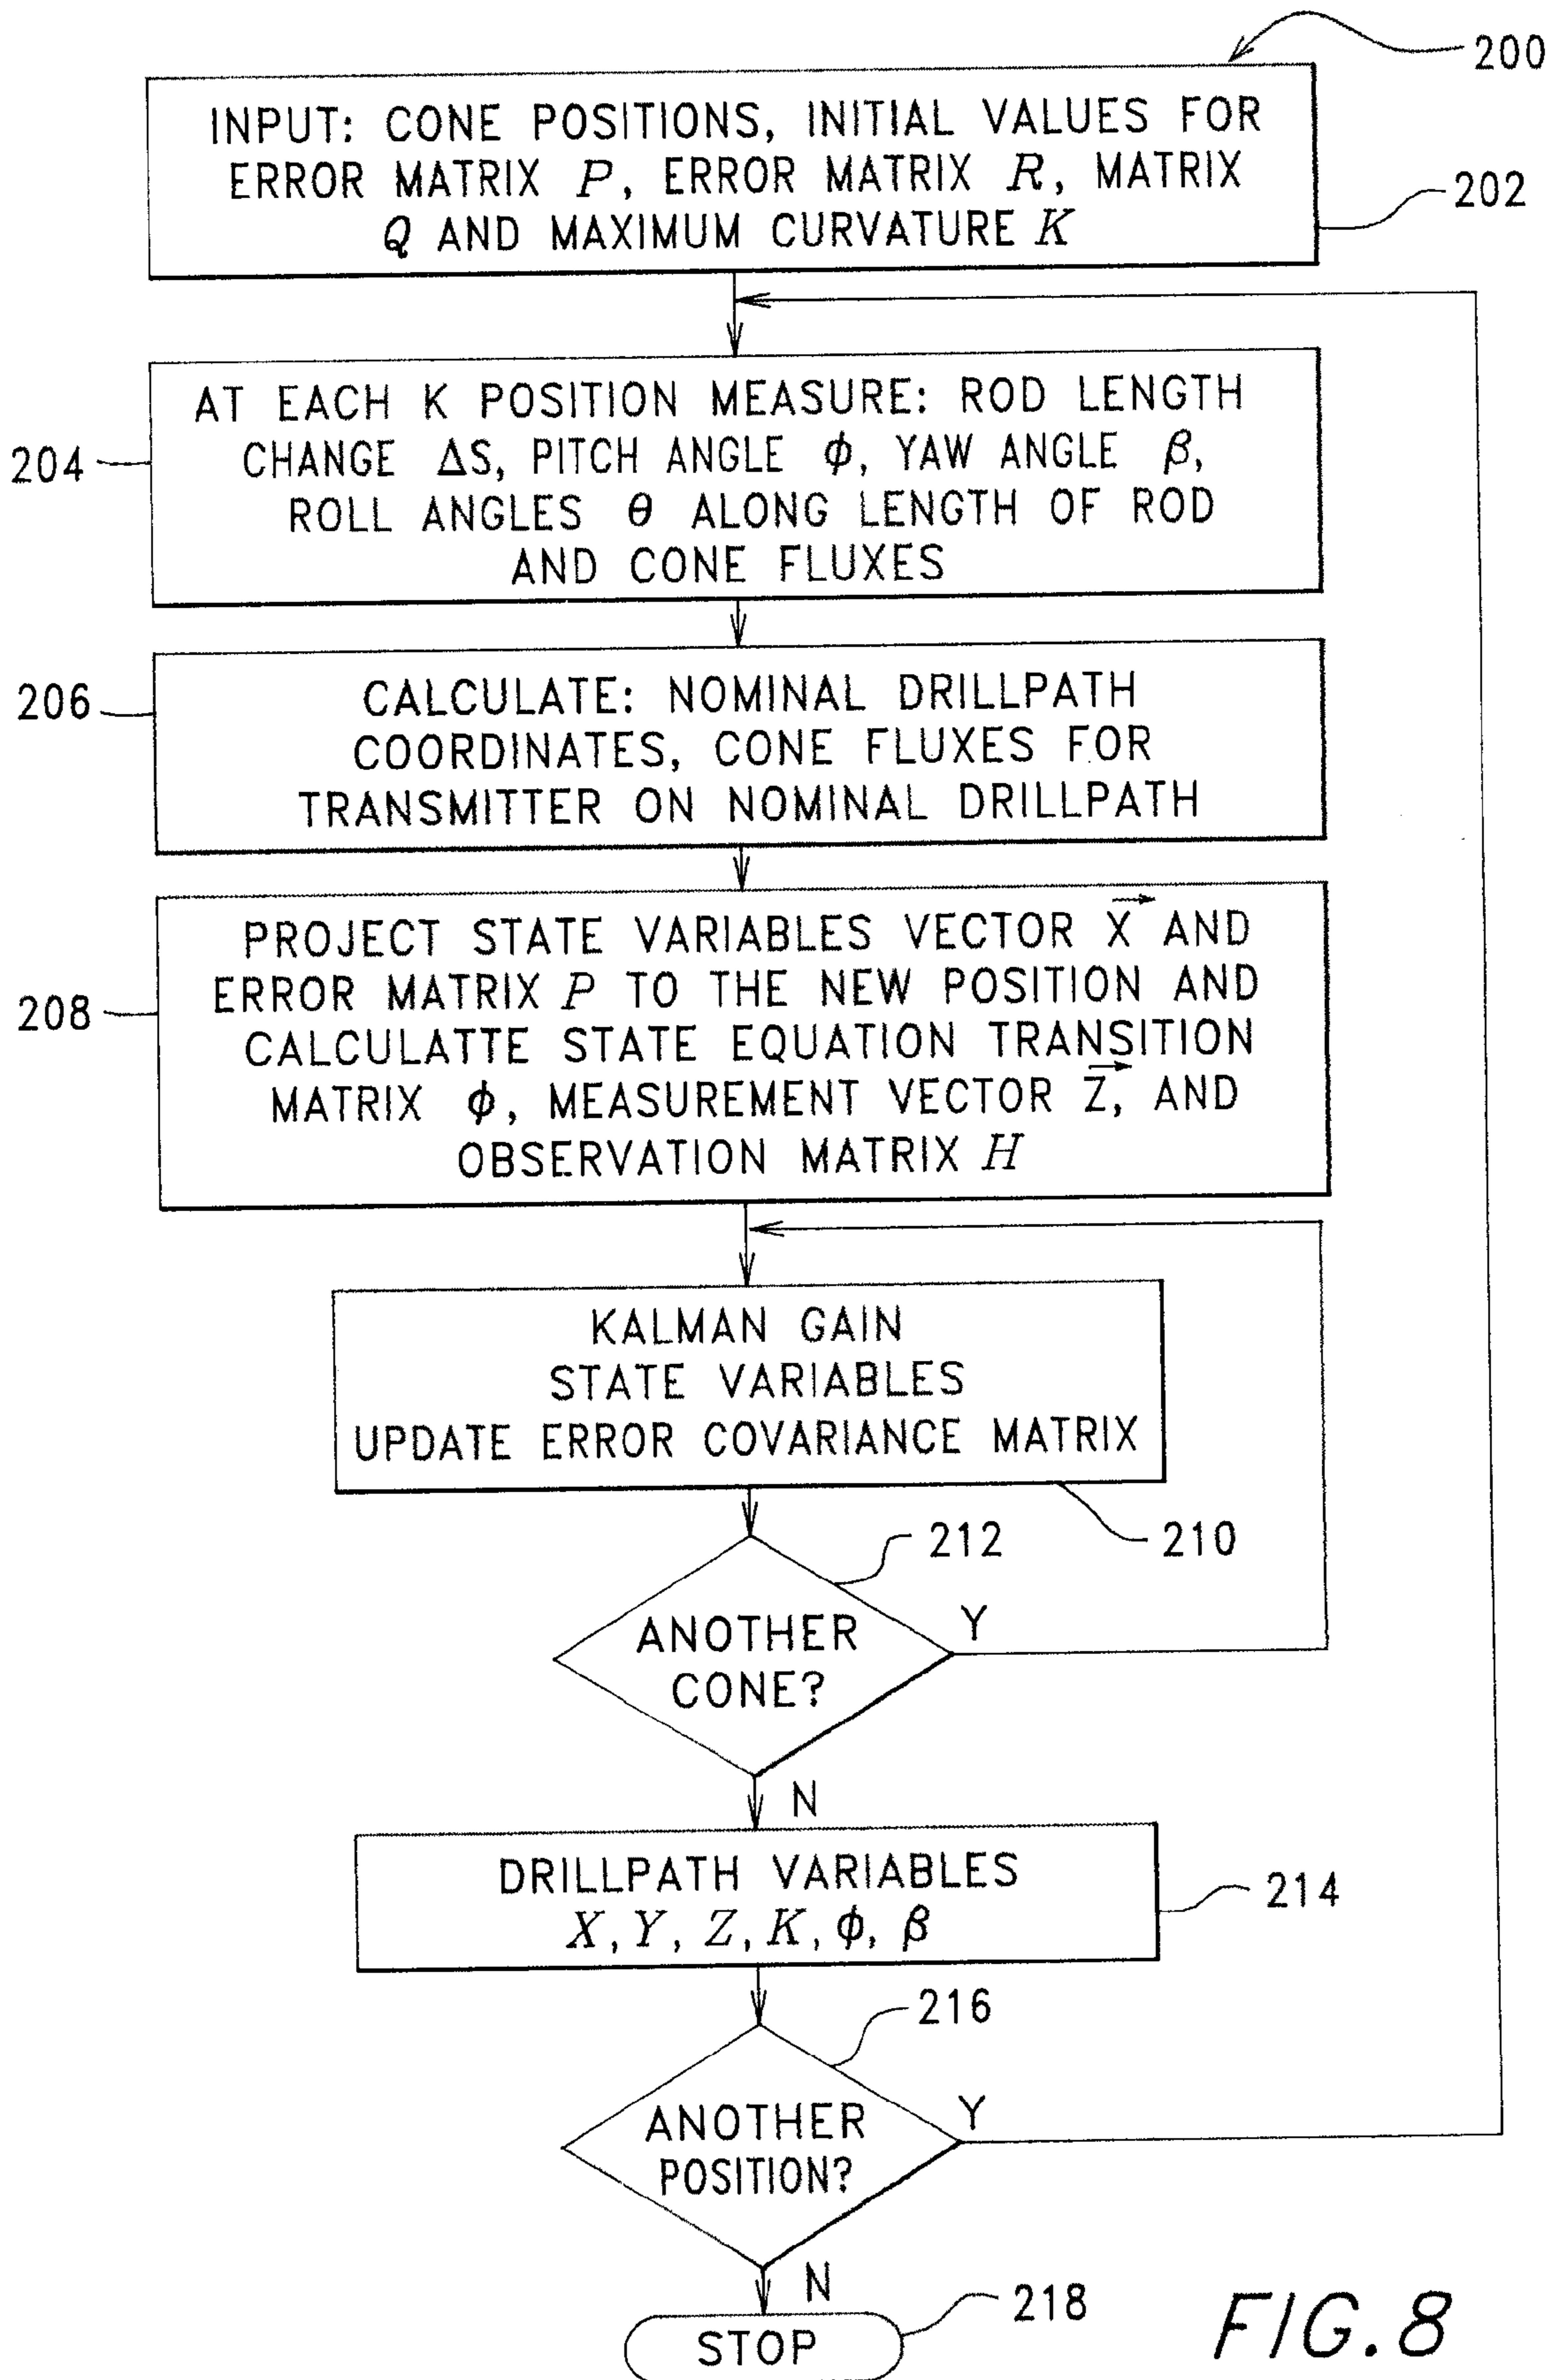 200
INPUT: CONE POSITIONS, INITIAL VALUES FOR
ERROR MATRIX P, ERROR MATRIX R, MATRIX
Q AND MAXIMUM CURVATURE K
202
AT EACH K POSITION MEASURE: ROD LENGTH
CHANGE ΔS, PITCH ANGLE ϕ, YAW ANGLE β,
ROLL ANGLES θ ALONG LENGTH OF ROD
AND CONE FLUXES
204
CALCULATE: NOMINAL DRILLPATH
COORDINATES, CONE FLUXES FOR
TRANSMITTER ON NOMINAL DRILLPATH
206
PROJECT STATE VARIABLES VECTOR X⃗ AND
ERROR MATRIX P TO THE NEW POSITION AND
CALCULATTE STATE EQUATION TRANSITION
MATRIX ϕ, MEASUREMENT VECTOR Z⃗, AND
OBSERVATION MATRIX H
208
KALMAN GAIN
STATE VARIABLES
UPDATE ERROR COVARIANCE MATRIX
210
212
ANOTHER
CONE?
Y
N
DRILLPATH VARIABLES
X, Y, Z, K, ϕ, β
214
216
ANOTHER
POSITION?
Y
N
STOP
218
FIG. 8